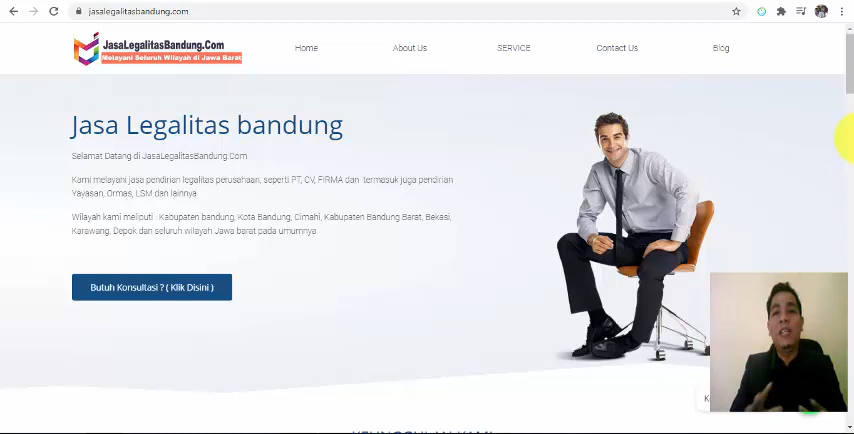 jasalegalitasbandung.com
JasaLegalitasBandung.Com
Melayani Seluruh Wilayah di Jawa Barat
Home
About Us
SERVICE
Contact Us
Blog
Jasa Legalitas bandung
Selamat Datang di JasaLegalitasBandung.Com
Kami melayani jasa pendirian legalitas perusahaan, seperti PT, CV, FIRMA dan termasuk juga pendirian
Yayasan, Ormas, LSM dan lainnya
Wilayah kami meliputi : Kabupaten bandung, Kota Bandung, Cimahi, Kabupaten Bandung Barat, Bekasi,
Karawang, Depok dan seluruh wilayah Jawa barat pada umumnya
Butuh Konsultasi ? ( Klik Disini )